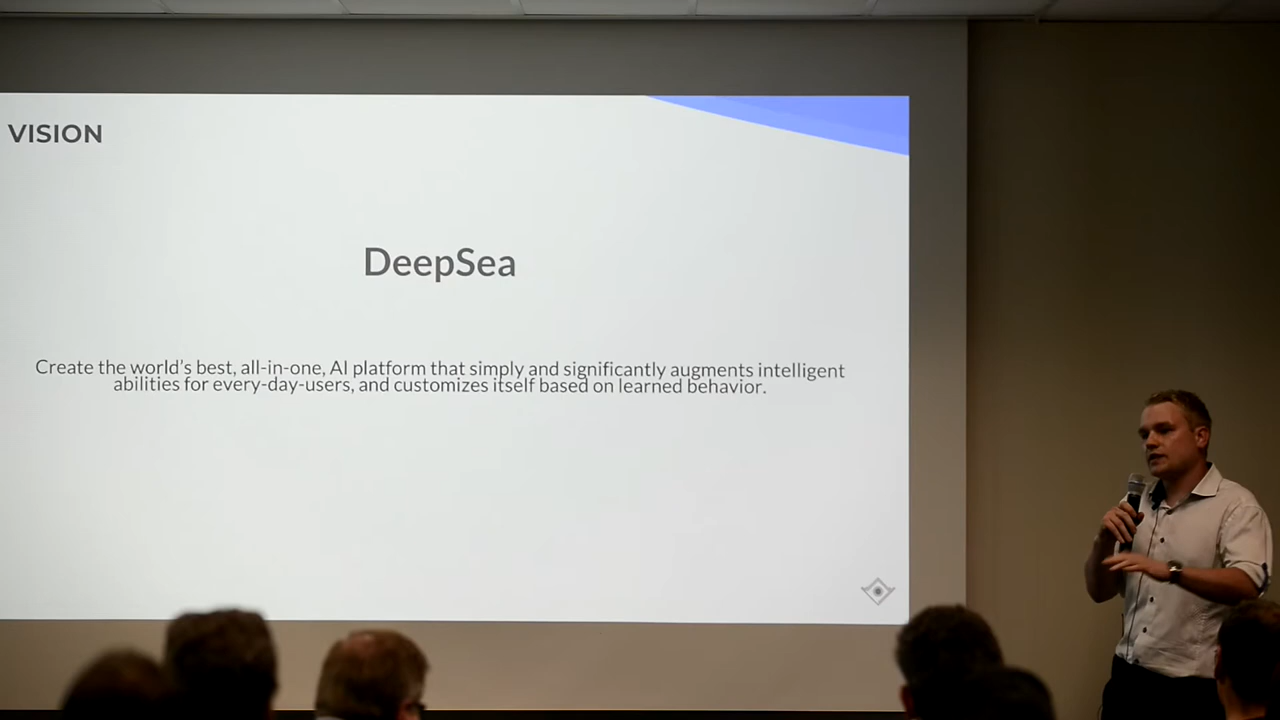 VISION
DeepSea
Create the world's best, all-in-one, AI platform that simply and significantly augments intelligent
abilities for every-day-users, and customizes itself based on learned behavior.